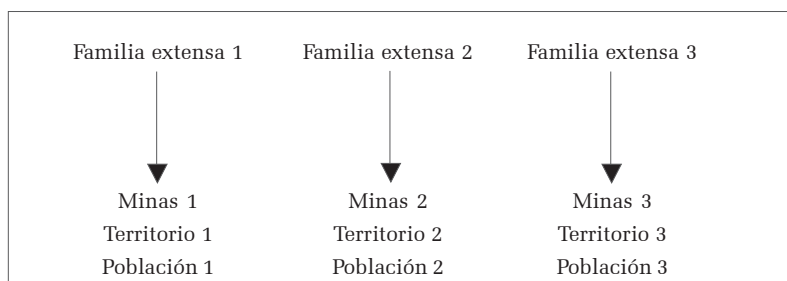 Familia extensa 1 Familia extensa 2 Familia extensa 3
Minas 1 Minas 2 Minas 3
Territorio 1 Territorio 2 Territorio 3
Población 1 Población 2 Población 3